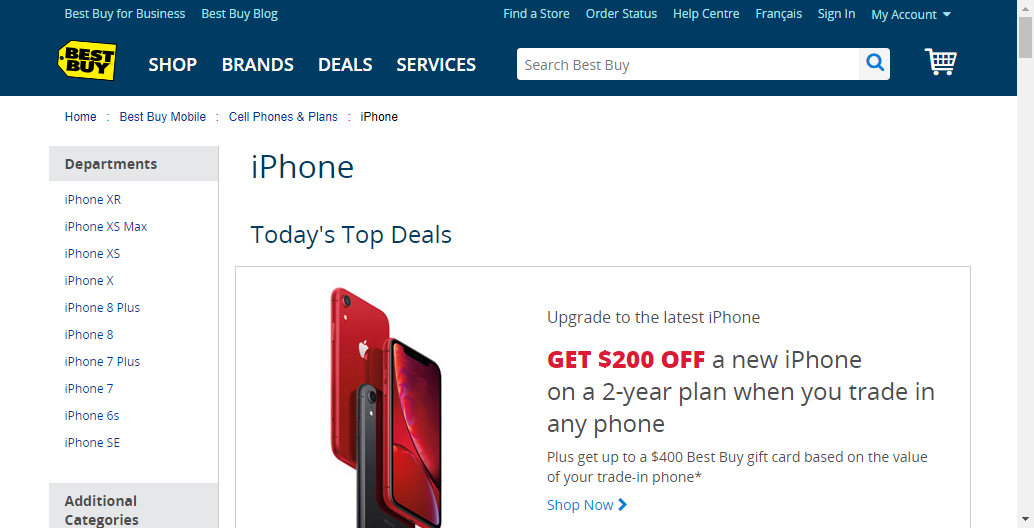 Best Buy for Business Best Buy Blog Find a Store Order Status Help Centre Français Sign In My Account
BEST BUY SHOP BRANDS DEALS SERVICES Search Best Buy
Home : Best Buy Mobile : Cell Phones & Plans : iPhone
Departments
iPhone XR
iPhone XS Max
iPhone XS
iPhone X
iPhone 8 Plus
iPhone 8
iPhone 7 Plus
iPhone 7
iPhone 6s
iPhone SE
Additional
Categories
iPhone
Today's Top Deals
Upgrade to the latest iPhone
GET $200 OFF a new iPhone
on a 2-year plan when you trade in
any phone
Plus get up to a $400 Best Buy gift card based on the value
of your trade-in phone*
Shop Now